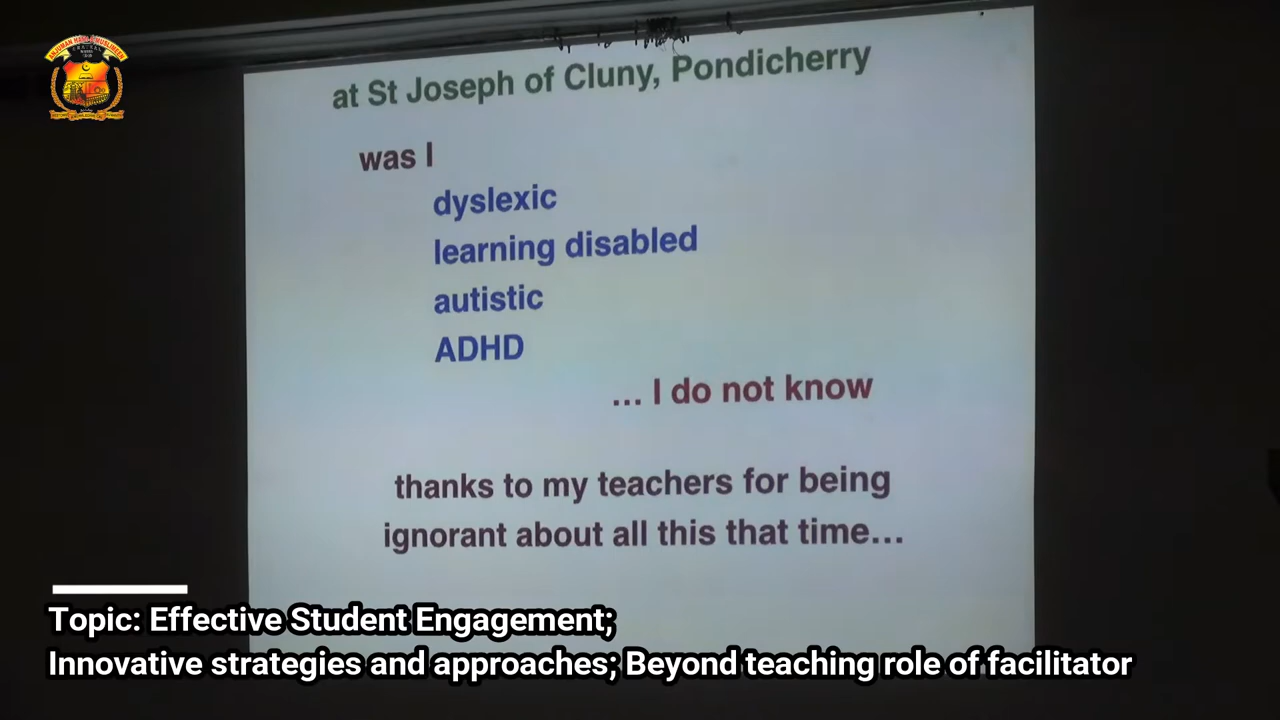 at St Joseph of Cluny, Pondicherry
was I
dyslexic
learning disabled
autistic
ADHD
... I do not know
thanks to my teachers for being
ignorant about all this that time...
Topic: Effective Student Engagement;
Innovative strategies and approaches; Beyond teaching role of facilitator